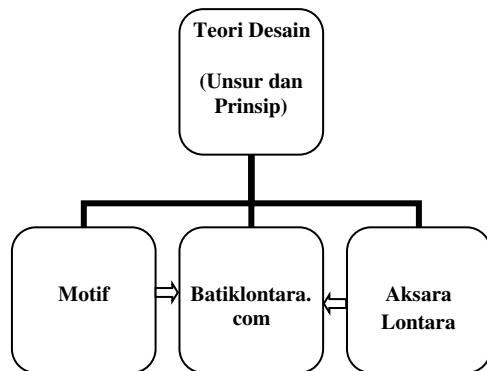 Teori Desain
(Unsur dan
Prinsip)
Motif
Batiklontara.
com
Aksara
Lontara